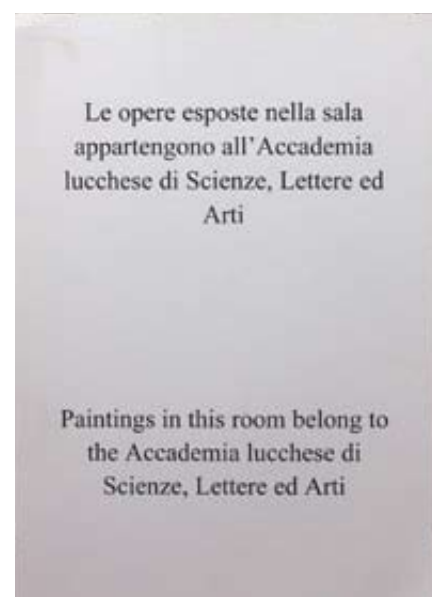 Le opere esposte nella sala
appartengono all'Accademia
lucchese di Scienze, Lettere ed
Arti
Paintings in this room belong to
the Accademia lucchese di
Scienze, Lettere ed Arti